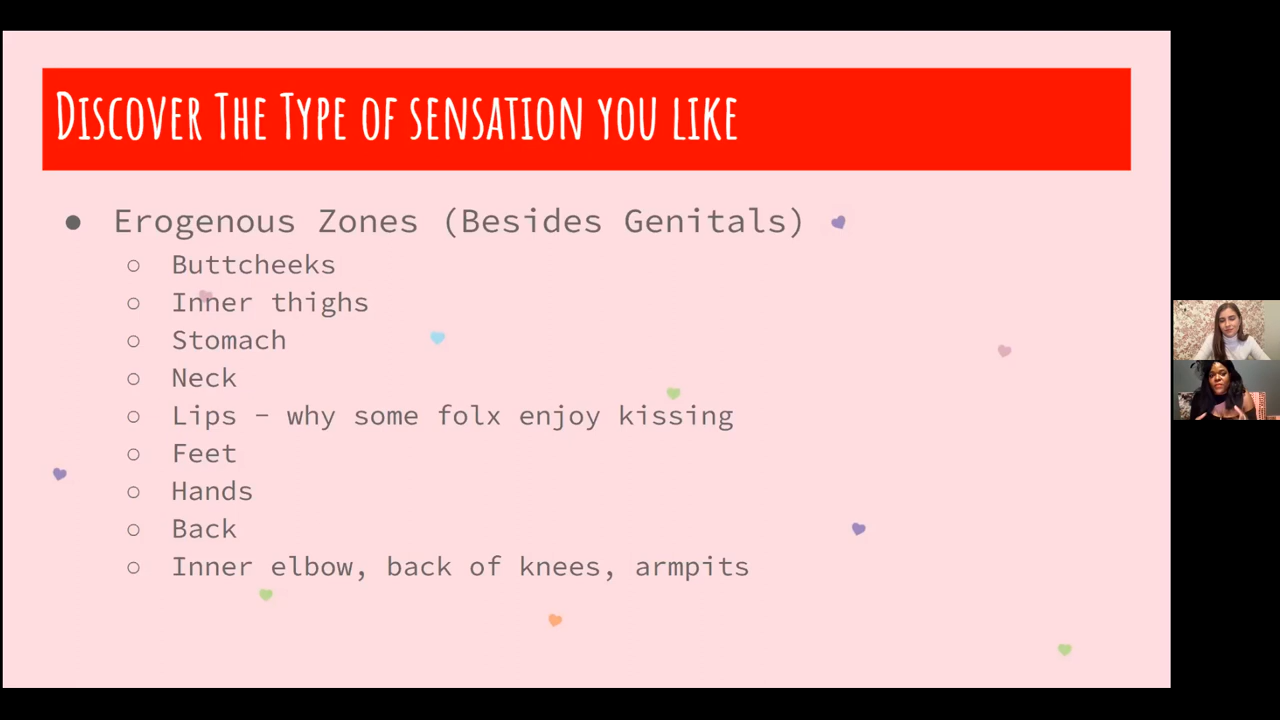 Discover The Type of sensation you like
● Erogenous Zones (Besides Genitals)
○ Buttcheeks
○ Inner thighs
○ Stomach
○ Neck
○ Lips - why some folx enjoy kissing
○ Feet
○ Hands
○ Back
○ Inner elbow, back of knees, armpits